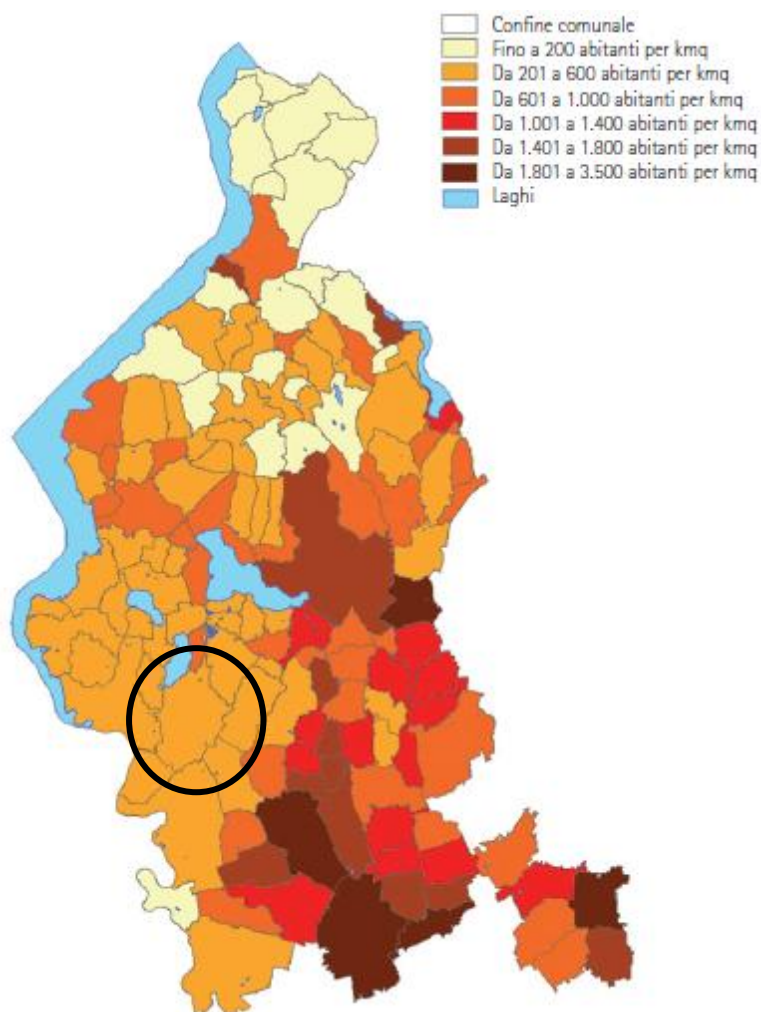 Confine comunale
Fino a 200 abitanti per kmq
Da 201 a 600 abitanti per kmq
Da 601 a 1.000 abitanti per kmq
Da 1.001 a 1.400 abitanti per kmq
Da 1.401 a 1.800 abitanti per kmq
Da 1.801 a 3.500 abitanti per kmq
Laghi